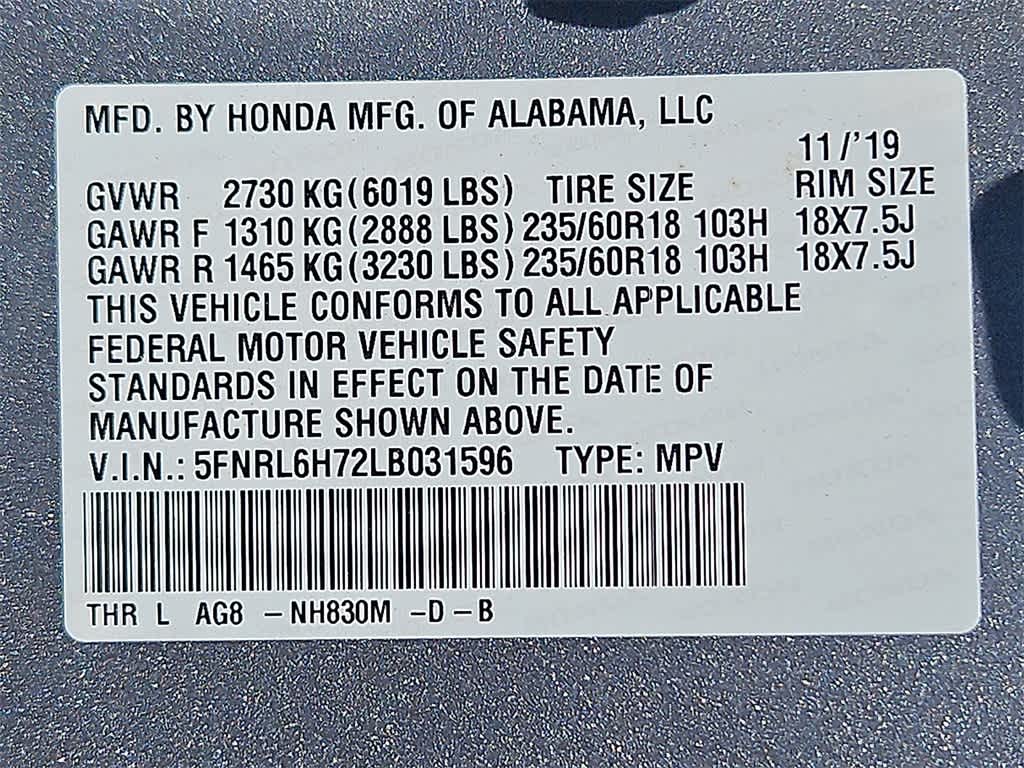 MFD. BY HONDA MFG. OF ALABAMA, LLC
11/'19
GVWR 2730 KG(6019 LBS) TIRE SIZE RIM SIZE
GAWR F 1310 KG(2888 LBS) 235/60R18 103H 18X7.5J
GAWR R 1465 KG(3230 LBS) 235/60R18 103H 18X7.5J
THIS VEHICLE CONFORMS TO ALL APPLICABLE
FEDERAL MOTOR VEHICLE SAFETY
STANDARDS IN EFFECT ON THE DATE OF
MANUFACTURE SHOWN ABOVE.
V.I.N.: 5FNRL6H72LB031596 TYPE: MPV
THR L AG8 – NH830M –D – B